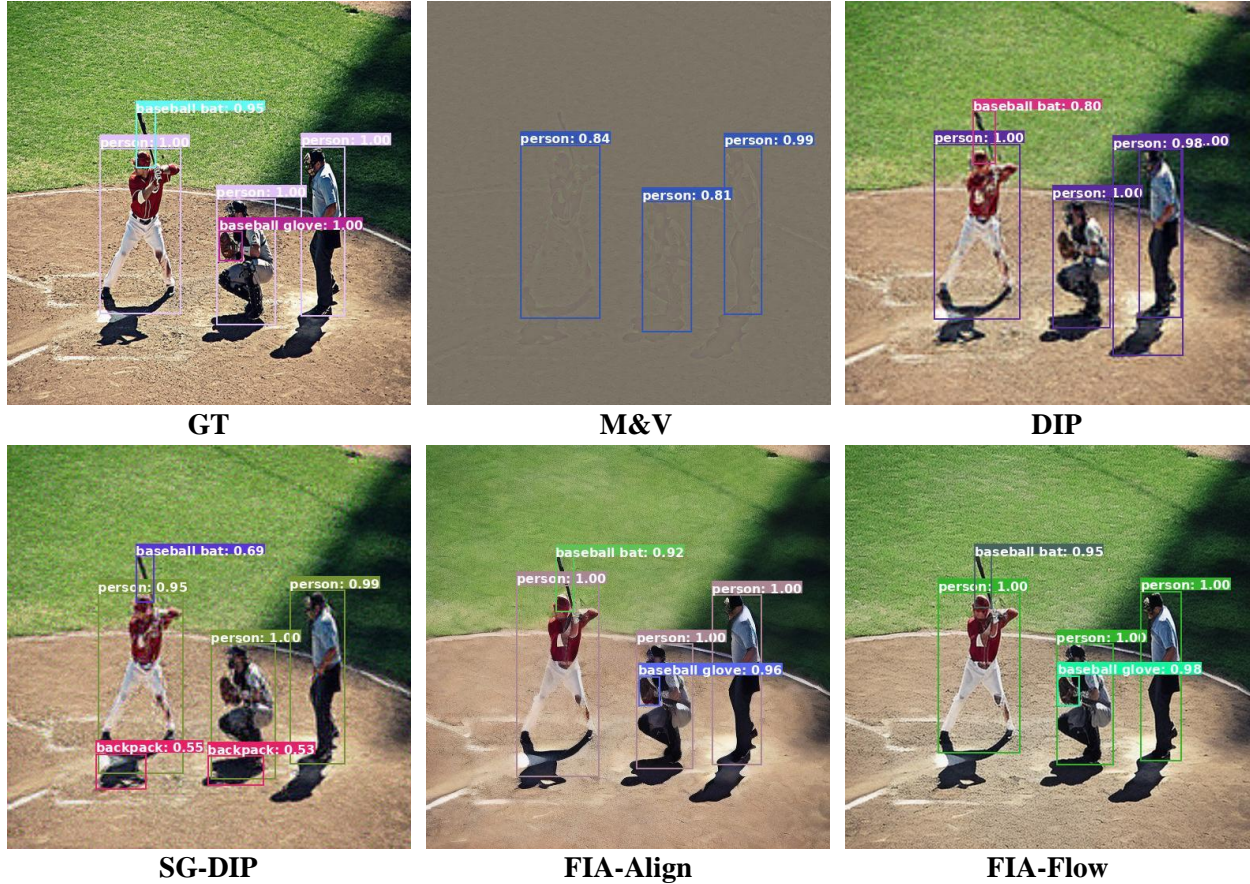 baseball bat: 0.95
person: 1.00
person: 1.00
person: 1.00
baseball glove: 1.00
GT
person: 0.84
person: 0.99
person: 0.81
M&V
baseball bat: 0.80
person: 1.00
person: 0.98
.00
person: 1.00
DIP
baseball bat: 0.69
person: 0.95
person: 0.99
person: 1.00
backpack: 0.55
backpack: 0.53
SG-DIP
baseball bat: 0.92
person: 1.00
person: 1.00
person: 1.00
baseball glove: 0.96
FIA-Align
baseball bat: 0.95
person: 1.00
person: 1.00
person: 1.00
baseball glove: 0.98
FIA-Flow